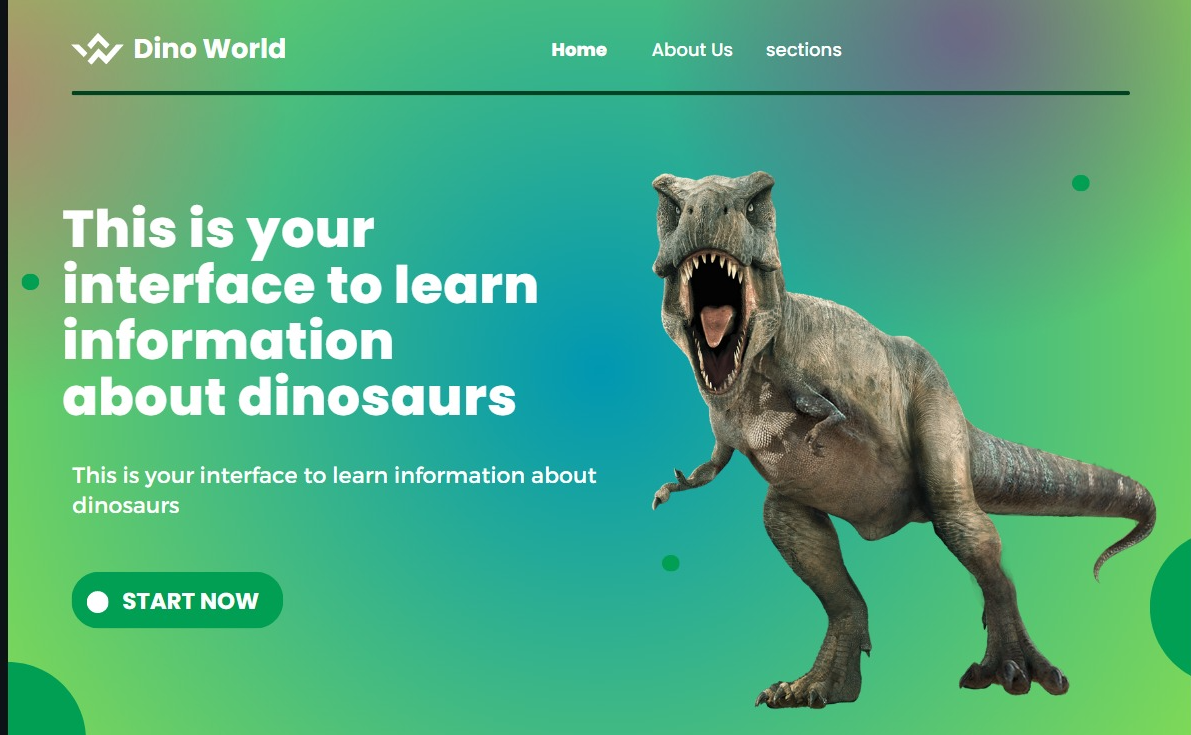 Dino World
Home About Us sections
This is your
interface to learn
information
about dinosaurs
This is your interface to learn information about
dinosaurs
START NOW